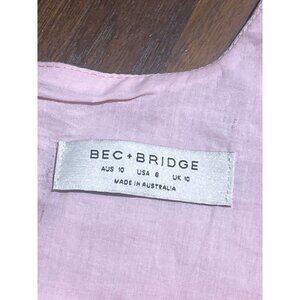 BEC + BRIDGE
AUS 10 USA 6 UK 10
MADE IN AUSTRALIA